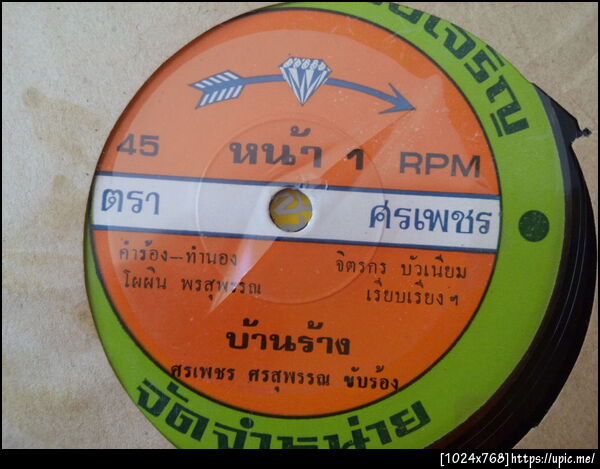 เจริญ
45 หน้า 1 RPM
ตรา ศรเพชร
คำร้อง-ทำนอง
โผผิน พรสุพรรณ
จิตรกร บัวเนียม
เรียบเรียงฯ
บ้านร้าง
ศรเพชร ศรสุพรรณ ขับร้อง
จัดจำหน่าย
[1024x768]https://upic.me/